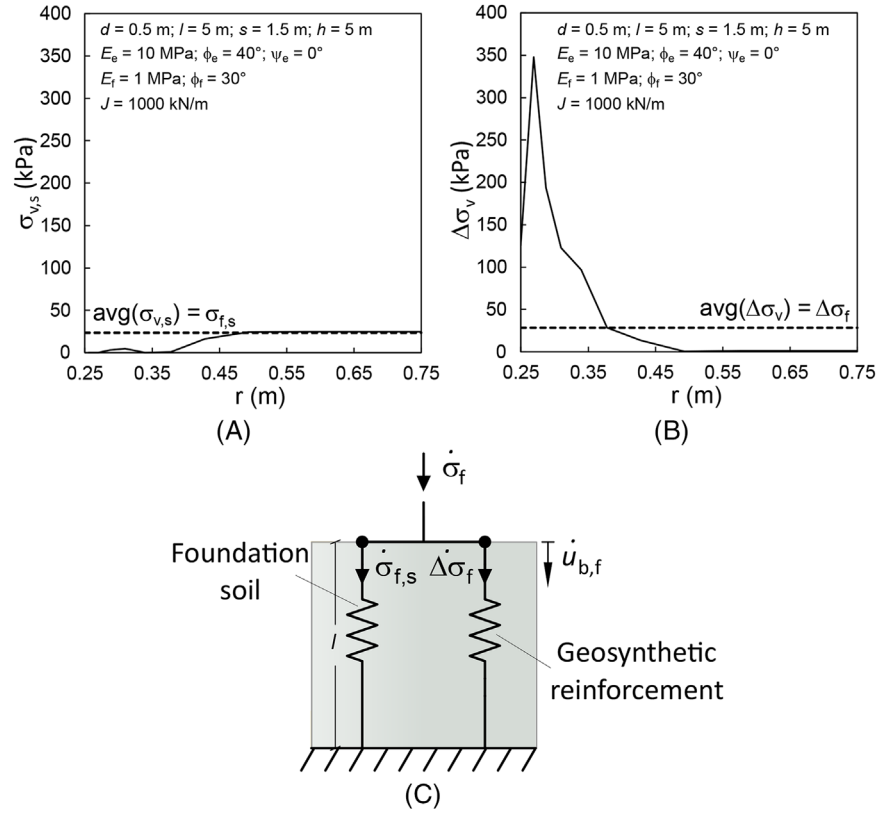 d = 0.5 m; l = 5 m; s = 1.5 m; h = 5 m
Ee = 10 MPa; ϕe = 40°; ψe = 0°
Ef = 1 MPa; ϕf = 30°
J = 1000 kN/m
σv,s (kPa)
400
350
300
250
200
150
100
50
0
avg(σv,s) = σf,s
0.25 0.35 0.45 0.55 0.65 0.75
r (m)
(A)
d = 0.5 m; l = 5 m; s = 1.5 m; h = 5 m
Ee = 10 MPa; ϕe = 40°; ψe = 0°
Ef = 1 MPa; ϕf = 30°
J = 1000 kN/m
Δσv (kPa)
400
350
300
250
200
150
100
50
0
avg(Δσv) = Δσf
0.25 0.35 0.45 0.55 0.65 0.75
r (m)
(B)
σ̇f
Foundation
soil
σ̇f,s Δσ̇f
u̇b,f
l
Geosynthetic
reinforcement
(C)